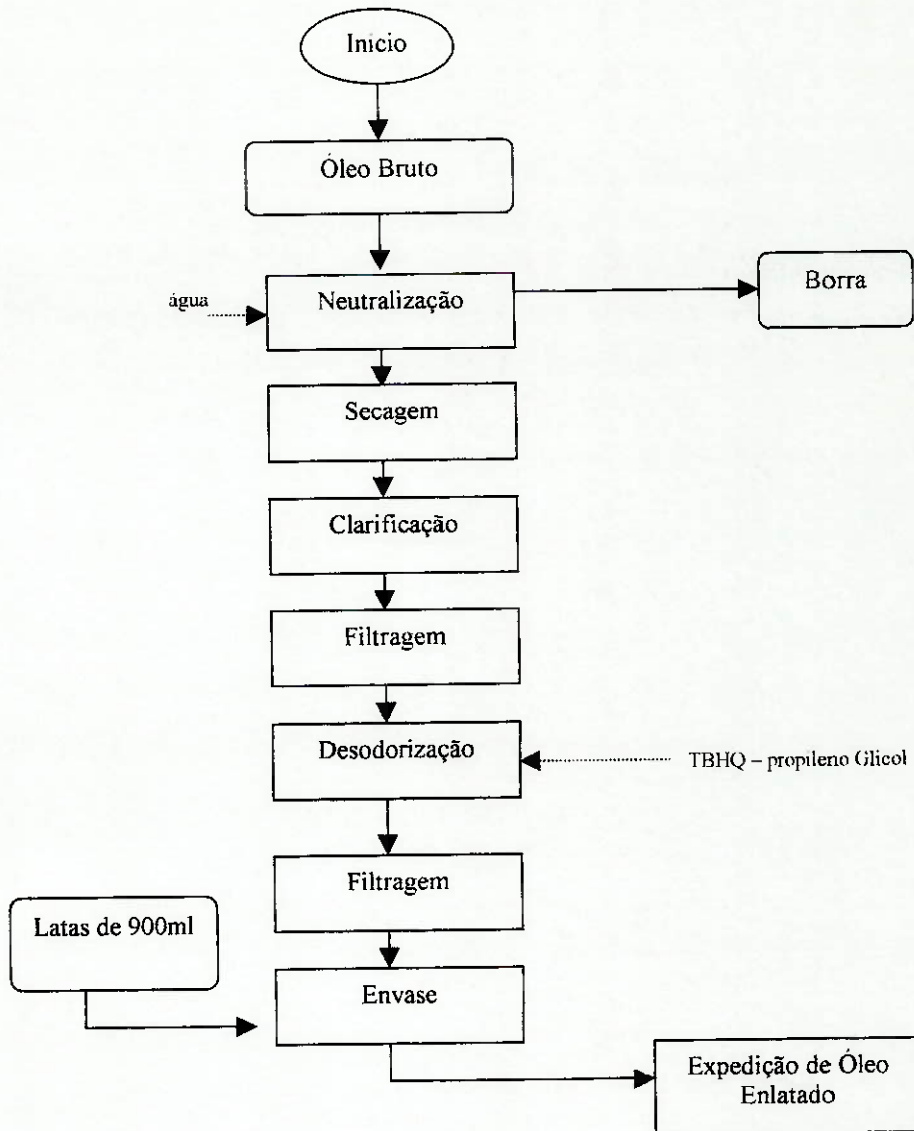 Inicio
Óleo Bruto
água
Neutralização
Borra
Secagem
Clarificação
Filtragem
Desodorização
TBHQ – propileno Glicol
Filtragem
Latas de 900ml
Envase
Expedição de Óleo
Enlatado